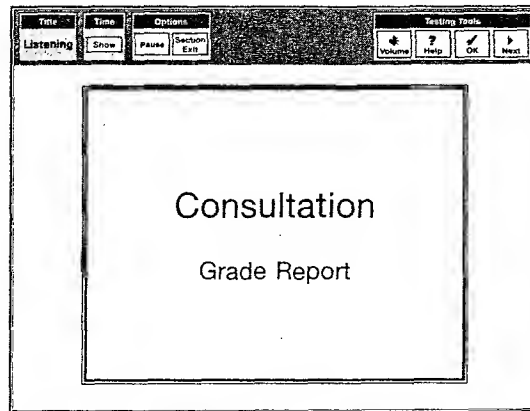 Title Time Options Testing Tools
Listening Show Pause Section Exit Volume Help OK Next
Consultation
Grade Report